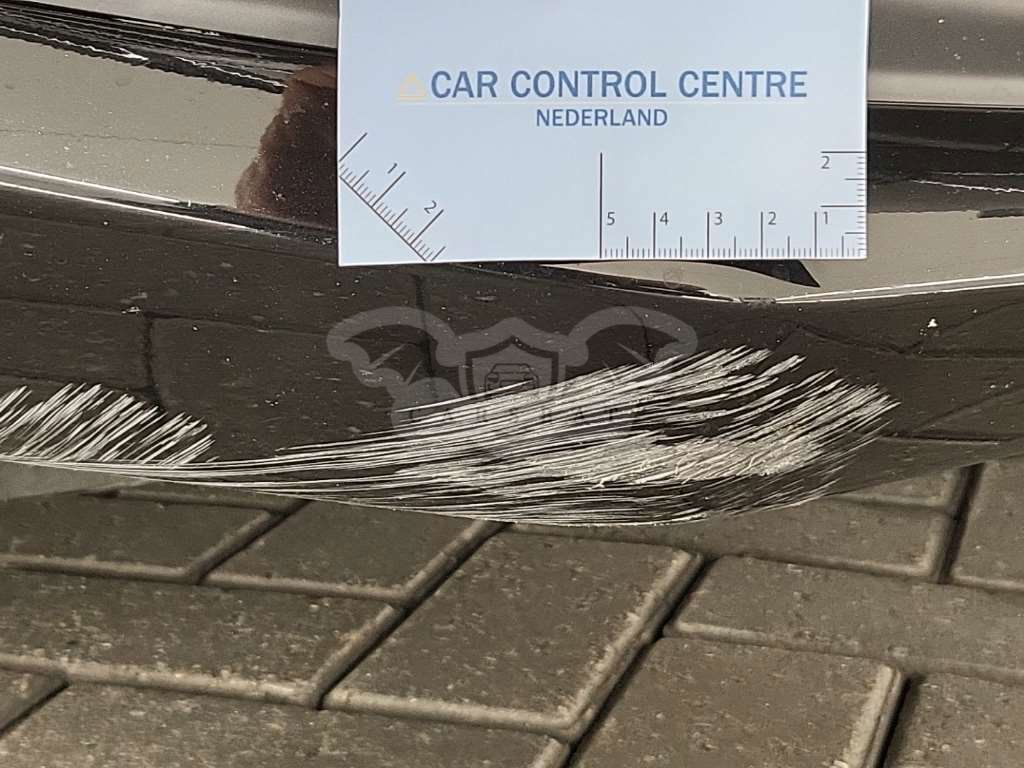 CAR CONTROL CENTRE
NEDERLAND
1
2
2
5 4 3 2 1